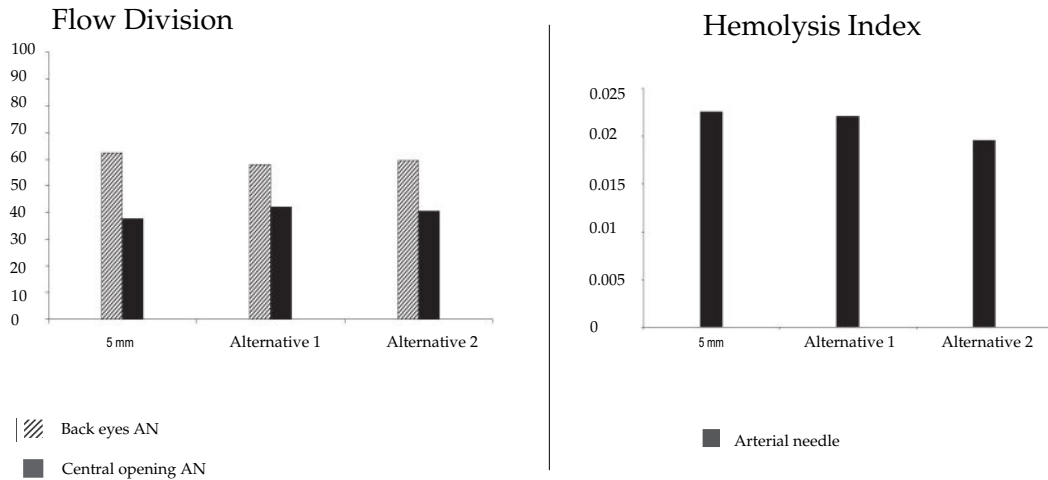 Flow Division
100
90
80
70
60
50
40
30
20
10
0
5 mm Alternative 1 Alternative 2
Back eyes AN
Central opening AN
Hemolysis Index
0.025
0.02
0.015
0.01
0.005
0
5 mm Alternative 1 Alternative 2
Arterial needle